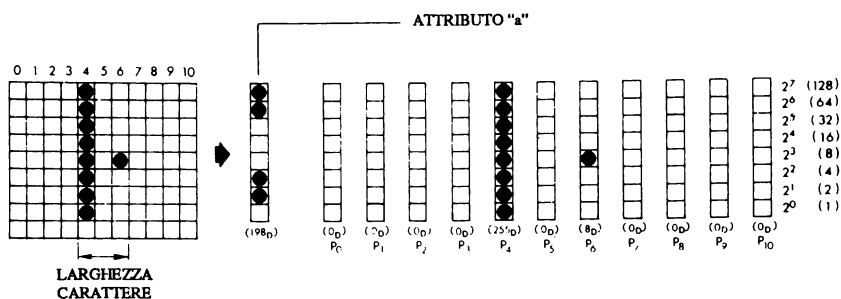 ATTRIBUTO "a"
0 1 2 3 4 5 6 7 8 9 10
2⁷ (128)
2⁶ (64)
2⁵ (32)
2⁴ (16)
2³ (8)
2² (4)
2¹ (2)
2⁰ (1)
(198D) (0D) (0D) (0D) (0D) (255D) (0D) (8D) (0D) (0D) (0D) (0D)
P0 P1 P2 P3 P4 P5 P6 P7 P8 P9 P10
LARGHEZZA
CARATTERE